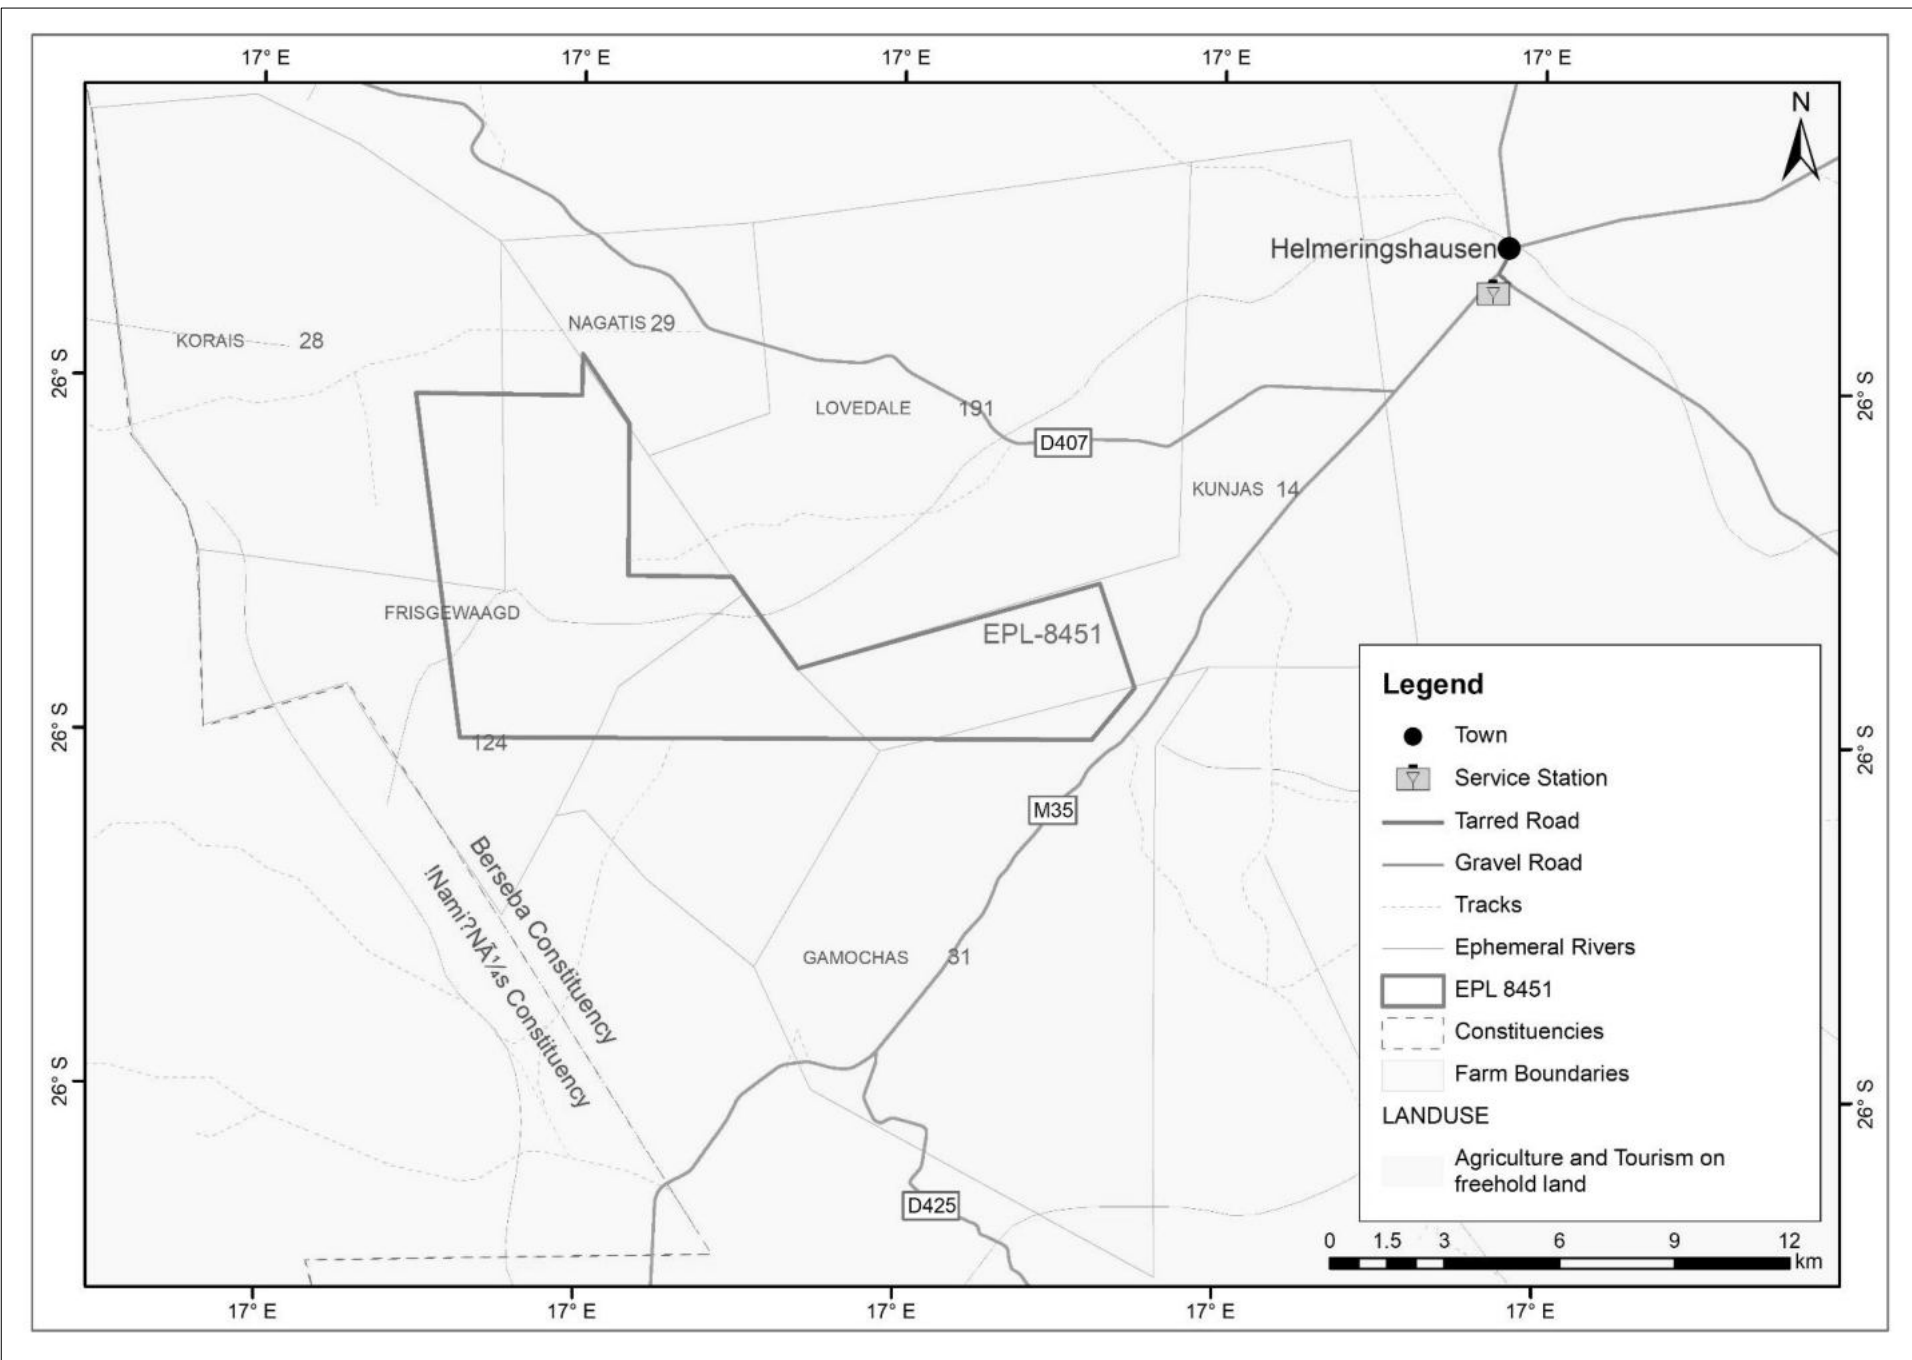 17° E 17° E 17° E 17° E 17° E
N
Helmeringshausen
NAGATIS 29
KORAIS 28
26° S
26° S
LOVEDALE 191
D407
KUNJAS 14
FRISGEWAAGD
EPL-8451
124
26° S
26° S
M35
Berseba Constituency
!Nami?NÃ¼s Constituency
GAMOCHAS 31
26° S
26° S
D425
Legend
Town
Service Station
Tarred Road
Gravel Road
Tracks
Ephemeral Rivers
EPL 8451
Constituencies
Farm Boundaries
LANDUSE
Agriculture and Tourism on
freehold land
0 1.5 3 6 9 12
km
17° E 17° E 17° E 17° E 17° E